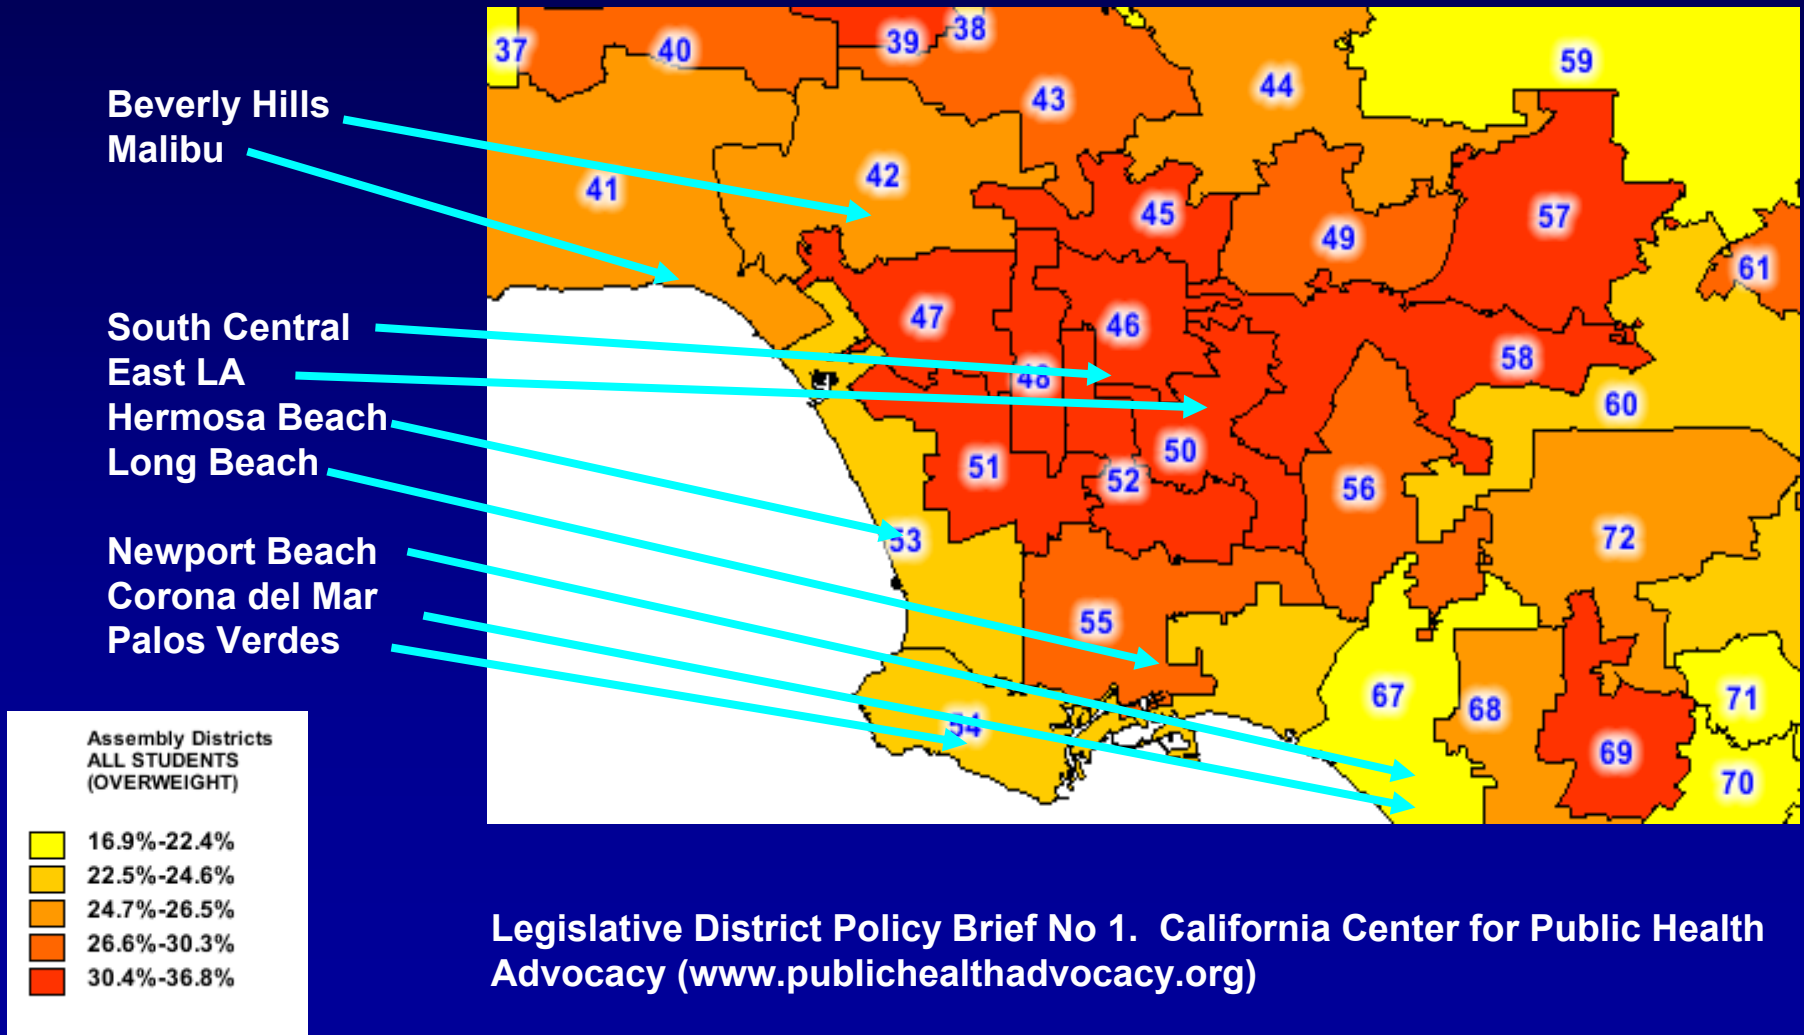 Beverly Hills
Malibu
South Central
East LA
Hermosa Beach
Long Beach
Newport Beach
Corona del Mar
Palos Verdes
37
40
39
38
43
44
59
41
42
45
49
57
61
47
46
48
58
60
51
52
50
56
53
72
55
54
67
68
69
71
70
Assembly Districts
ALL STUDENTS
(OVERWEIGHT)
16.9%-22.4%
22.5%-24.6%
24.7%-26.5%
26.6%-30.3%
30.4%-36.8%
Legislative District Policy Brief No 1. California Center for Public Health
Advocacy (www.publichealthadvocacy.org)